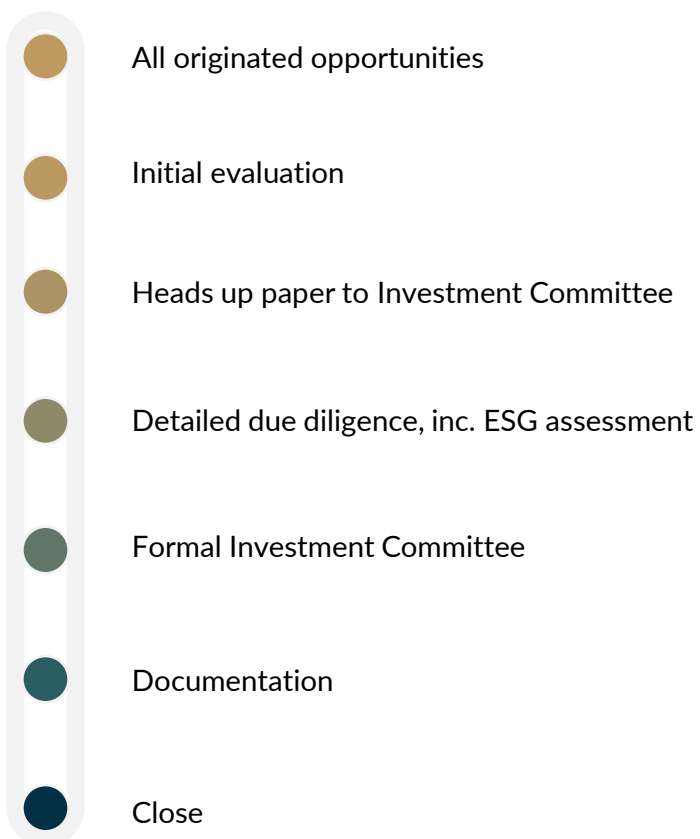 All originated opportunities
Initial evaluation
Heads up paper to Investment Committee
Detailed due diligence, inc. ESG assessment
Formal Investment Committee
Documentation
Close